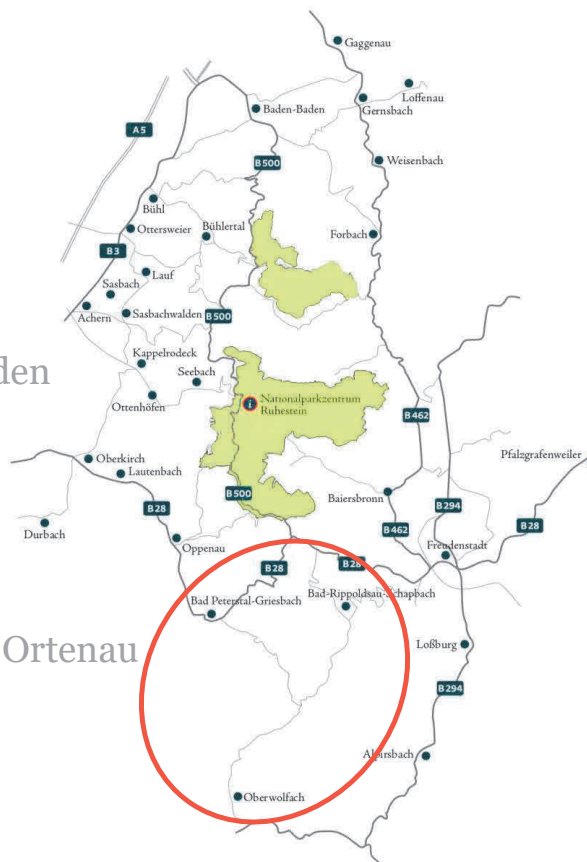 Gaggenau
Loffenau
Gernsbach
Baden-Baden
A5
B500
Weisenbach
Bühl
Ottersweier
Bühlertal
Forbach
B3
Lauf
Sasbach
Achern
Sasbachwalden
B500
den
Kappelrodeck
Seebach
Ottenhöfen
i
Nationalparkzentrum
Ruhestein
B462
Oberkirch
Lautenbach
Pfalzgrafenweiler
B500
Baiersbronn
B28
B294
Durbach
B462
B28
Oppenau
Freudenstadt
B28
B28
Bad Peterstal-Griesbach
Bad-Rippoldsau-Schapbach
Ortenau
Loßburg
B294
Alpirsbach
Oberwolfach